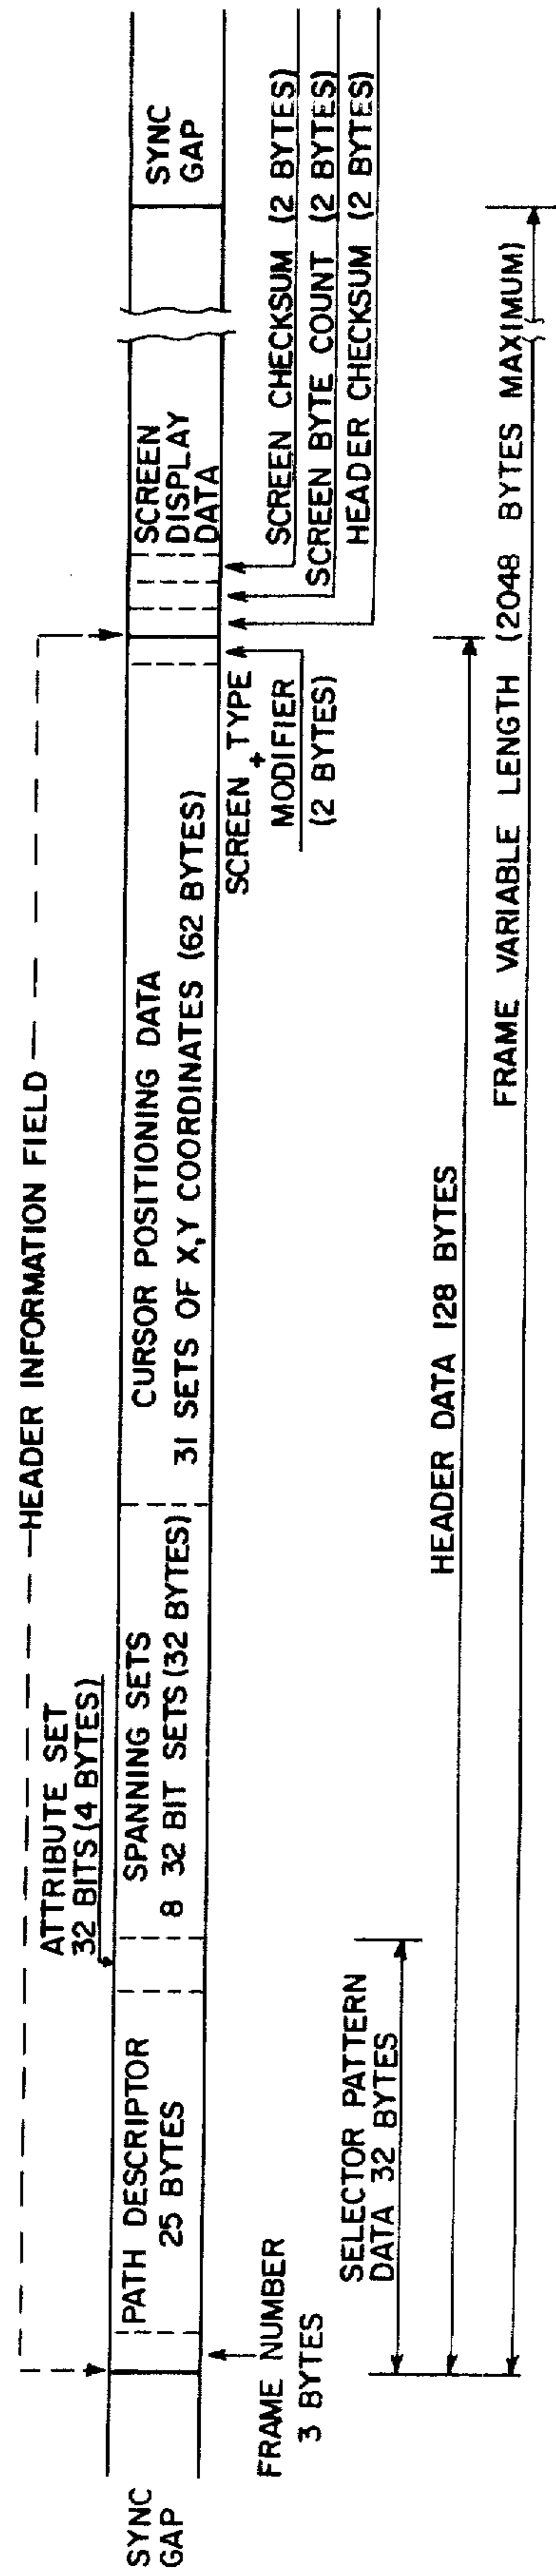 HEADER INFORMATION FIELD
ATTRIBUTE SET
32 BITS (4 BYTES)
SYNC
GAP
PATH DESCRIPTOR
25 BYTES
SPANNING SETS
8 32 BIT SETS (32 BYTES)
CURSOR POSITIONING DATA
31 SETS OF X,Y COORDINATES (62 BYTES)
SCREEN
DISPLAY
DATA
SYNC
GAP
FRAME NUMBER
3 BYTES
SCREEN TYPE
+
MODIFIER
(2 BYTES)
SCREEN CHECKSUM (2 BYTES)
SCREEN BYTE COUNT (2 BYTES)
HEADER CHECKSUM (2 BYTES)
SELECTOR PATTERN
DATA 32 BYTES
HEADER DATA 128 BYTES
FRAME VARIABLE LENGTH (2048 BYTES MAXIMUM)